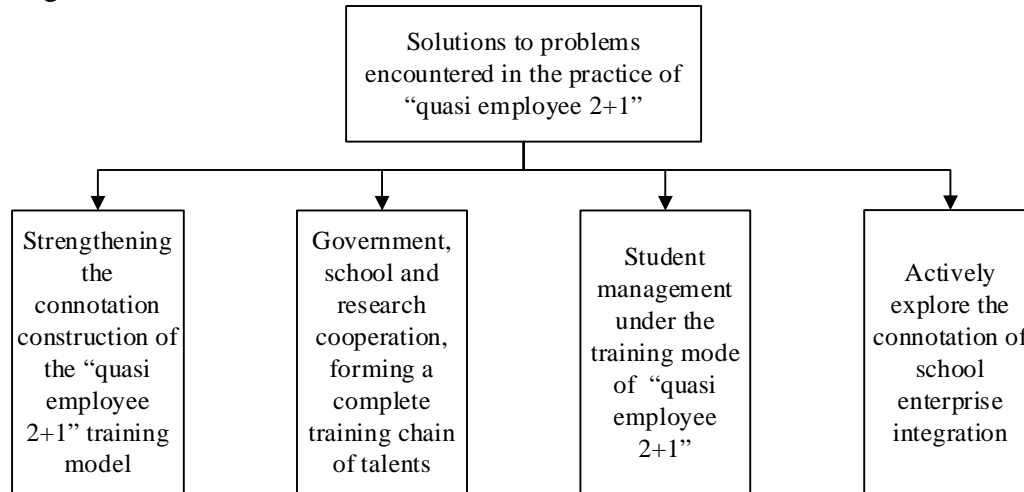 Solutions to problems
encountered in the practice of
“quasi employee 2+1”
Strengthening
the
connotation
construction of
the “quasi
employee
2+1” training
model
Government,
school and
research
cooperation,
forming a
complete
training chain
of talents
Student
management
under the
training mode
of “quasi
employee
2+1”
Actively
explore the
connotation of
school
enterprise
integration